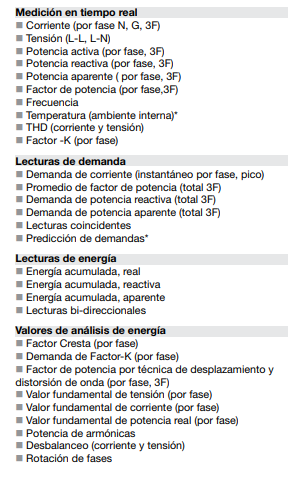 Medición en tiempo real
■ Corriente (por fase N, G, 3F)
■ Tensión (L-L, L-N)
■ Potencia activa (por fase, 3F)
■ Potencia reactiva (por fase, 3F)
■ Potencia aparente ( por fase, 3F)
■ Factor de potencia (por fase,3F)
■ Frecuencia
■ Temperatura (ambiente interna)*
■ THD (corriente y tensión)
■ Factor -K (por fase)
Lecturas de demanda
■ Demanda de corriente (instantáneo por fase, pico)
■ Promedio de factor de potencia (total 3F)
■ Demanda de potencia reactiva (total 3F)
■ Demanda de potencia aparente (total 3F)
■ Lecturas coincidentes
■ Predicción de demandas*
Lecturas de energía
■ Energía acumulada, real
■ Energía acumulada, reactiva
■ Energía acumulada, aparente
■ Lecturas bi-direccionales
Valores de análisis de energía
■ Factor Cresta (por fase)
■ Demanda de Factor-K (por fase)
■ Factor de potencia por técnica de desplazamiento y
distorsión de onda (por fase, 3F)
■ Valor fundamental de tensión (por fase)
■ Valor fundamental de corriente (por fase)
■ Valor fundamental de potencia real (por fase)
■ Potencia de armónicas
■ Desbalanceo (corriente y tensión)
■ Rotación de fases